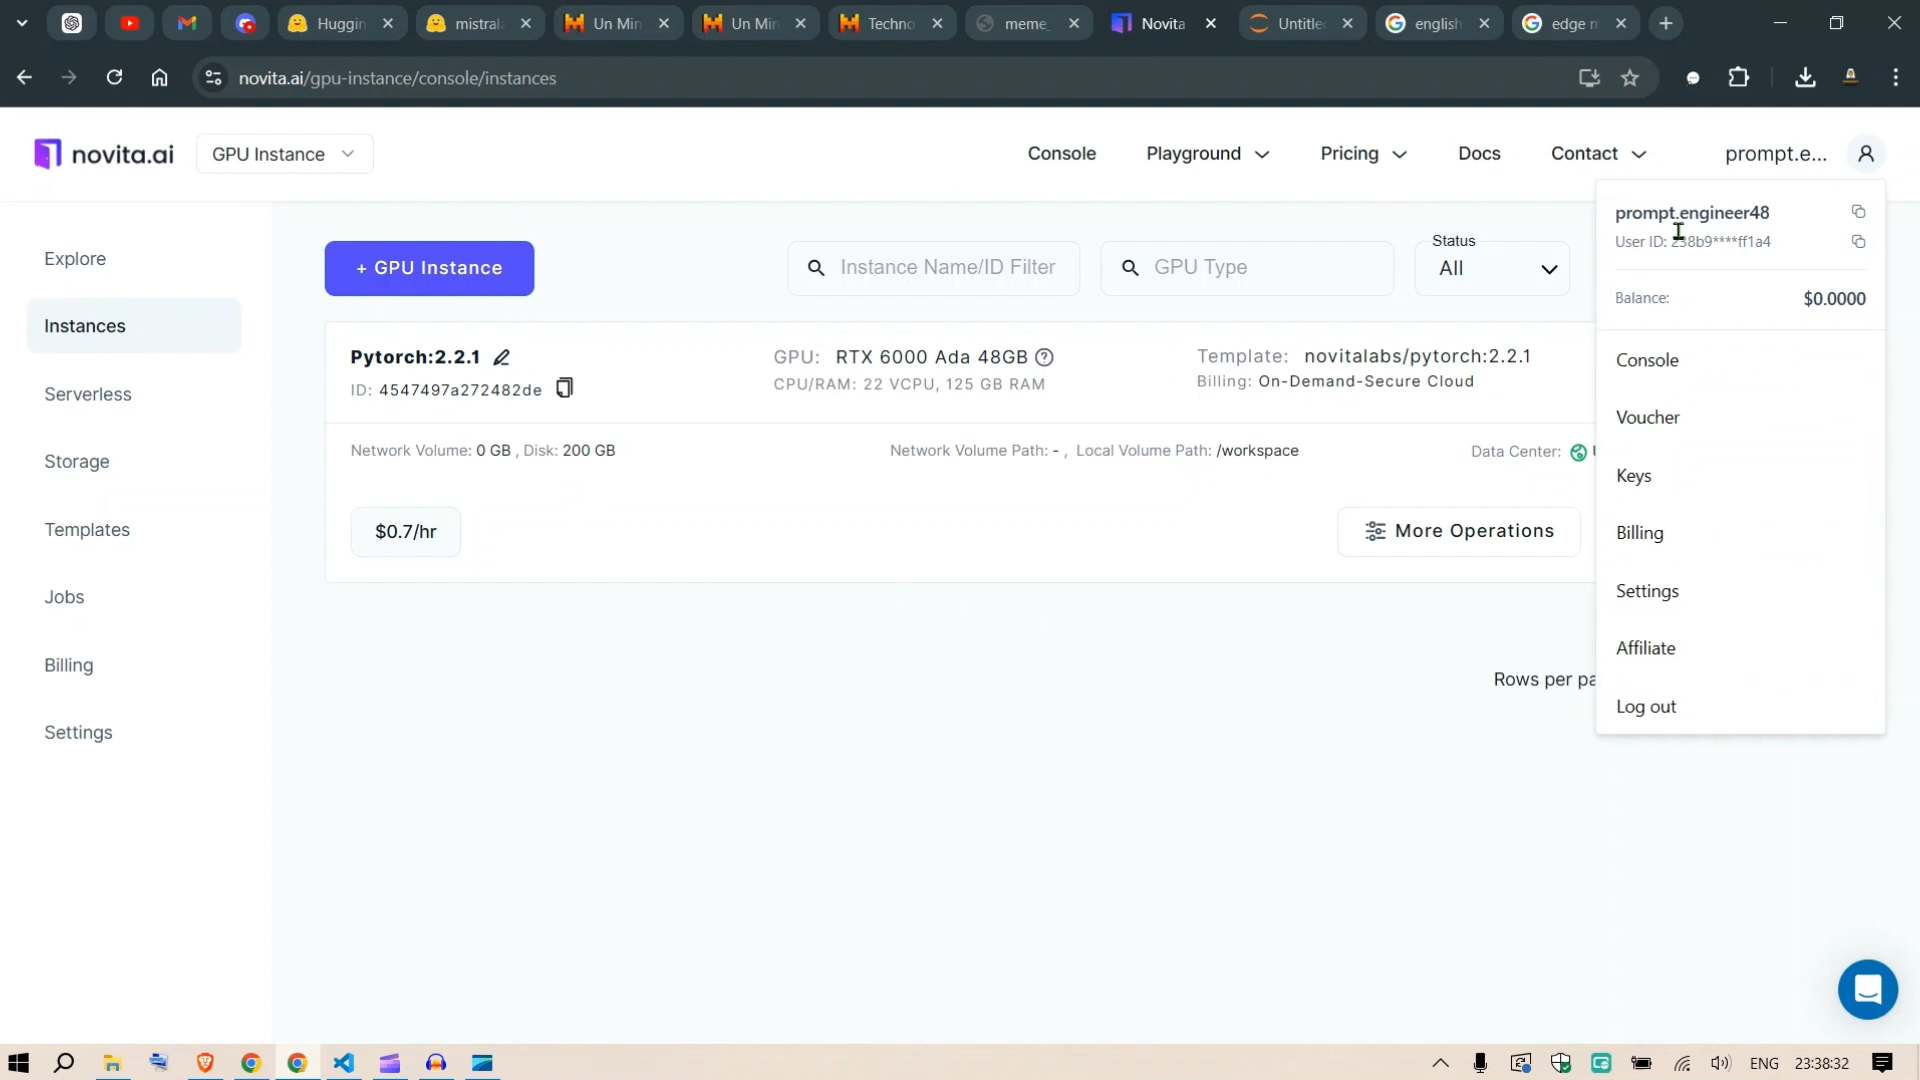 Huggin
mistral
Un Min
Un Min
Techno
meme_
Novita
Untitle
english
edge m
novita.ai/gpu-instance/console/instances
novita.ai
GPU Instance
Console
Playground
Pricing
Docs
Contact
prompt.e...
prompt.engineer48
User ID: 238b9****ff1a4
Balance:
$0.0000
Console
Voucher
Keys
Billing
Settings
Affiliate
Log out
Explore
Instances
Serverless
Storage
Templates
Jobs
Billing
Settings
+ GPU Instance
Instance Name/ID Filter
GPU Type
Status
All
Pytorch:2.2.1
ID: 4547497a272482de
GPU: RTX 6000 Ada 48GB
CPU/RAM: 22 VCPU, 125 GB RAM
Template: novitalabs/pytorch:2.2.1
Billing: On-Demand-Secure Cloud
Network Volume: 0 GB , Disk: 200 GB
Network Volume Path: - , Local Volume Path: /workspace
Data Center:
$0.7/hr
More Operations
Rows per pa
ENG
23:38:32